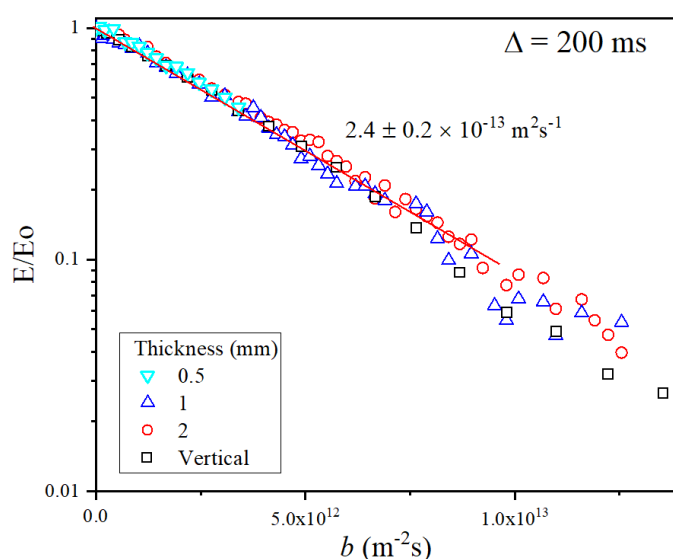 Δ = 200 ms
1
2.4 ± 0.2 × 10⁻¹³ m²s⁻¹
E/Eo
0.1
Thickness (mm)
0.5
1
2
Vertical
0.01
0.0
5.0x10¹²
1.0x10¹³
b (m⁻²s)